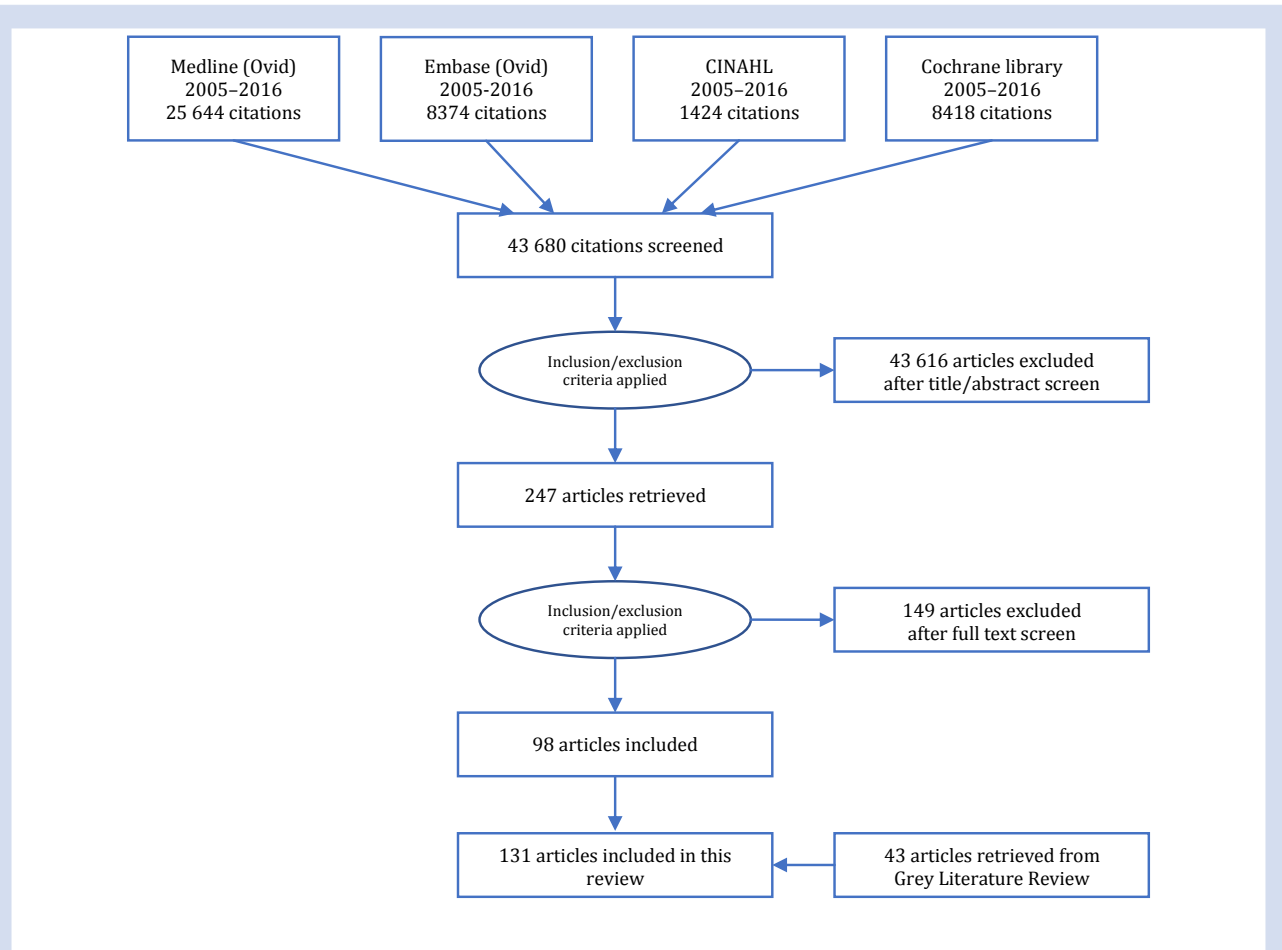 Medline (Ovid)
2005–2016
25 644 citations
Embase (Ovid)
2005-2016
8374 citations
CINAHL
2005–2016
1424 citations
Cochrane library
2005–2016
8418 citations
43 680 citations screened
Inclusion/exclusion
criteria applied
43 616 articles excluded
after title/abstract screen
247 articles retrieved
Inclusion/exclusion
criteria applied
149 articles excluded
after full text screen
98 articles included
131 articles included in this
review
43 articles retrieved from
Grey Literature Review